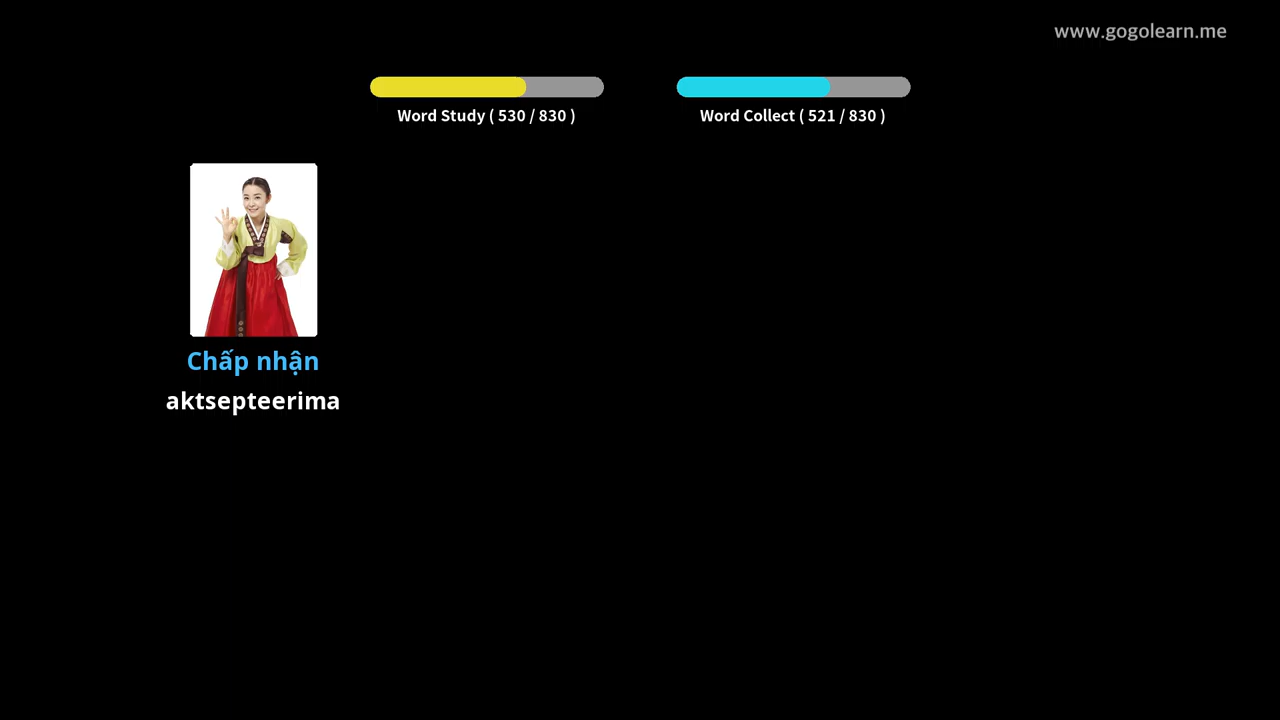 www.gogolearn.me
Word Study ( 530 / 830 )
Word Collect ( 521 / 830 )
Chấp nhận
aktsepteerima